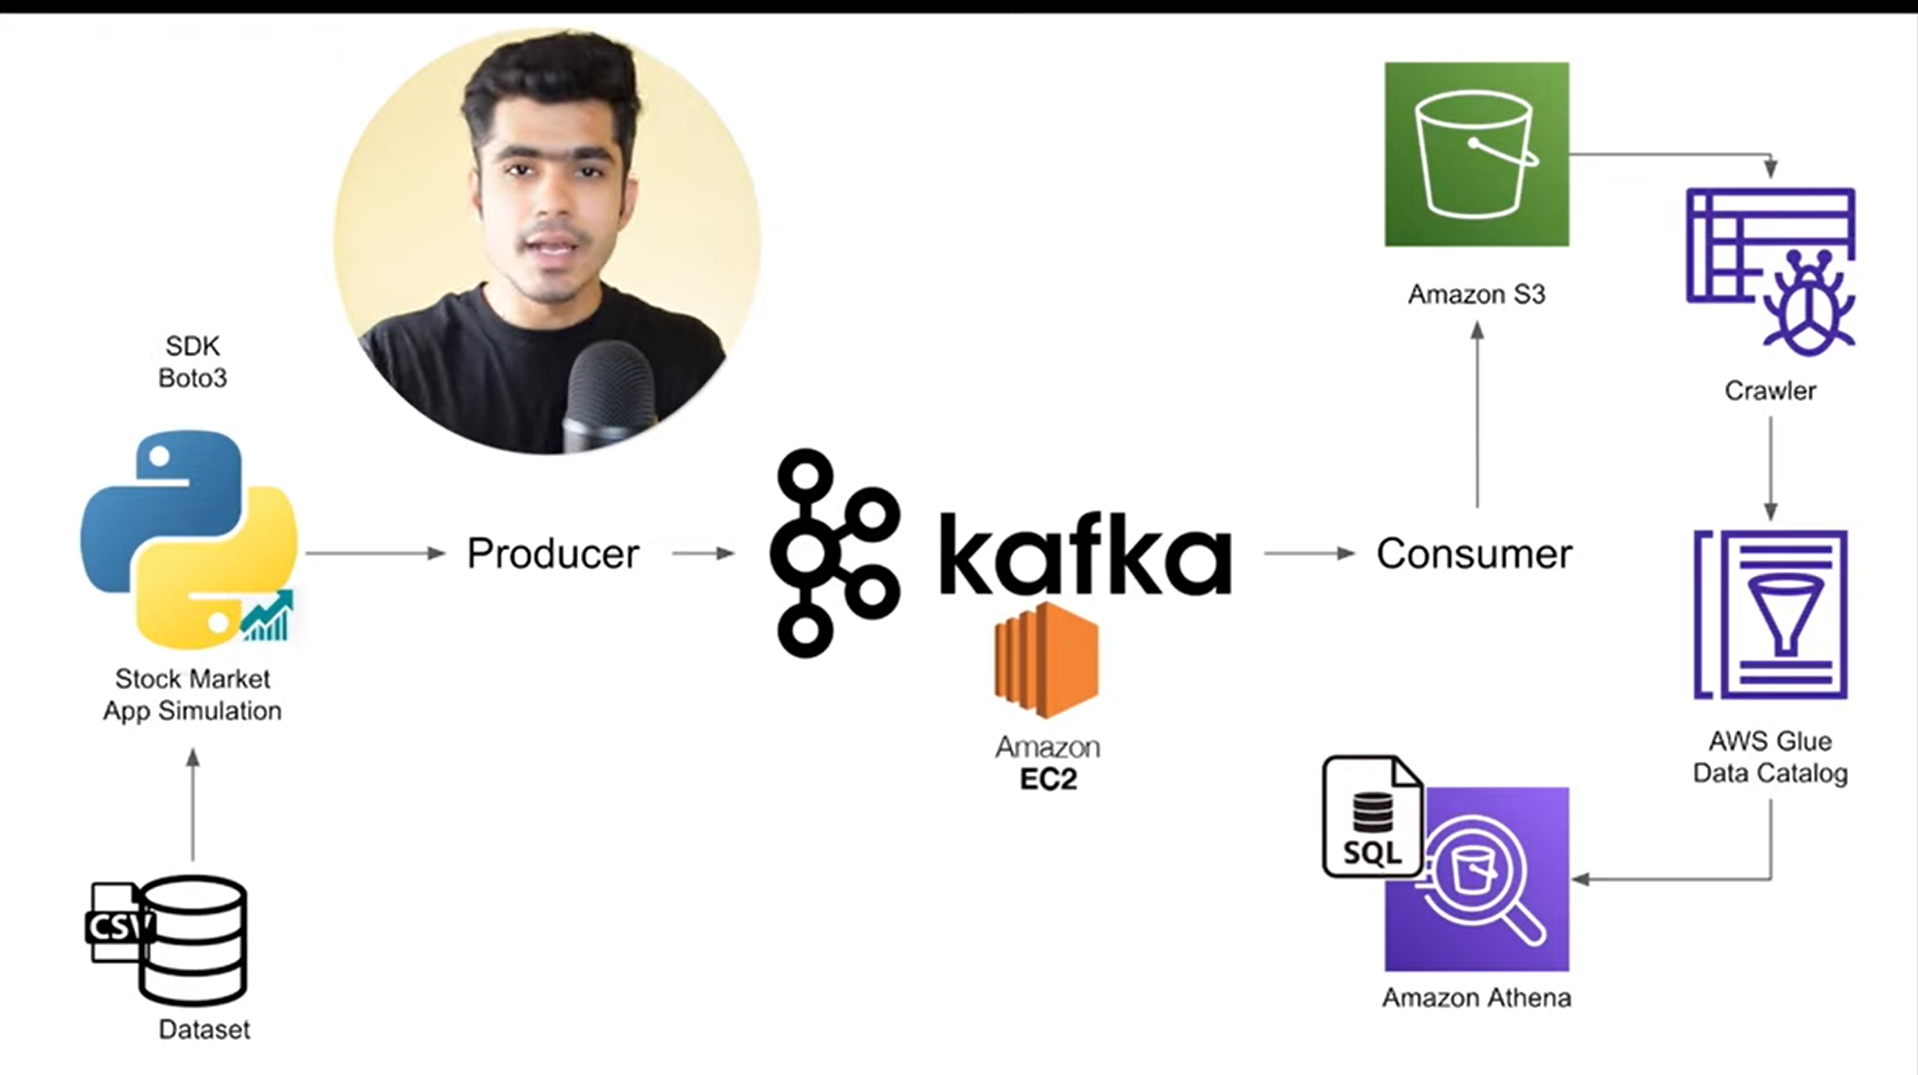 SDK
Boto3
Stock Market
App Simulation
CSV
Dataset
Producer
kafka
Amazon
EC2
Consumer
Amazon S3
Crawler
AWS Glue
Data Catalog
SQL
Amazon Athena